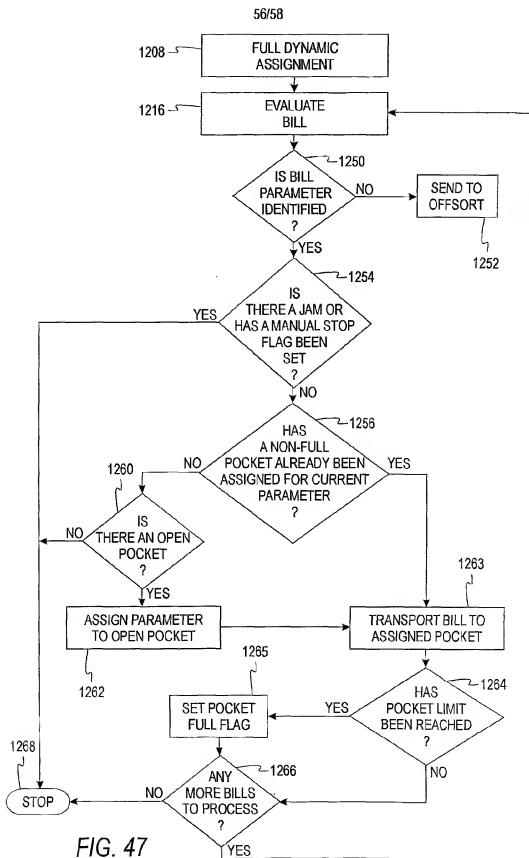 56/58
1208
FULL DYNAMIC
ASSIGNMENT
1216
EVALUATE
BILL
1250
IS BILL
PARAMETER
IDENTIFIED
?
NO
SEND TO
OFFSORT
1252
YES
1254
IS
THERE A JAM OR
HAS A MANUAL STOP
FLAG BEEN
SET
?
YES
NO
1256
HAS
A NON-FULL
POCKET ALREADY BEEN
ASSIGNED FOR CURRENT
PARAMETER
?
NO
YES
1260
IS
THERE AN OPEN
POCKET
?
NO
YES
1263
ASSIGN PARAMETER
TO OPEN POCKET
1262
TRANSPORT BILL TO
ASSIGNED POCKET
1264
HAS
POCKET LIMIT
BEEN REACHED
?
YES
NO
1265
SET POCKET
FULL FLAG
1266
ANY
MORE BILLS
TO PROCESS
?
NO
YES
1268
STOP
FIG. 47